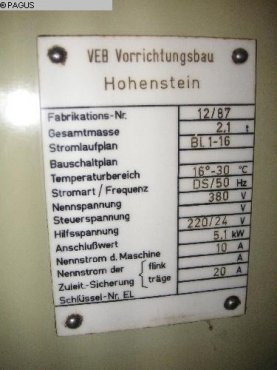 © PAGUS
VEB Vorrichtungsbau
Hohenstein
Fabrikations-Nr. 12/87
Gesamtmasse 2.1 t
Stromlaufplan Bl.1-16
Bauschaltplan
Temperaturbereich 16°-30 °C
Stromart / Frequenz DS/50 Hz
Nennspannung 380 V
Steuerspannung V
Hilfsspannung 220/24 V
Anschlußwert 5.1 kW
Nennstrom d. Maschine 10 A
Nennstrom der { flink A
Zuleit.-Sicherung { träge 20 A
Schlüssel-Nr. EL